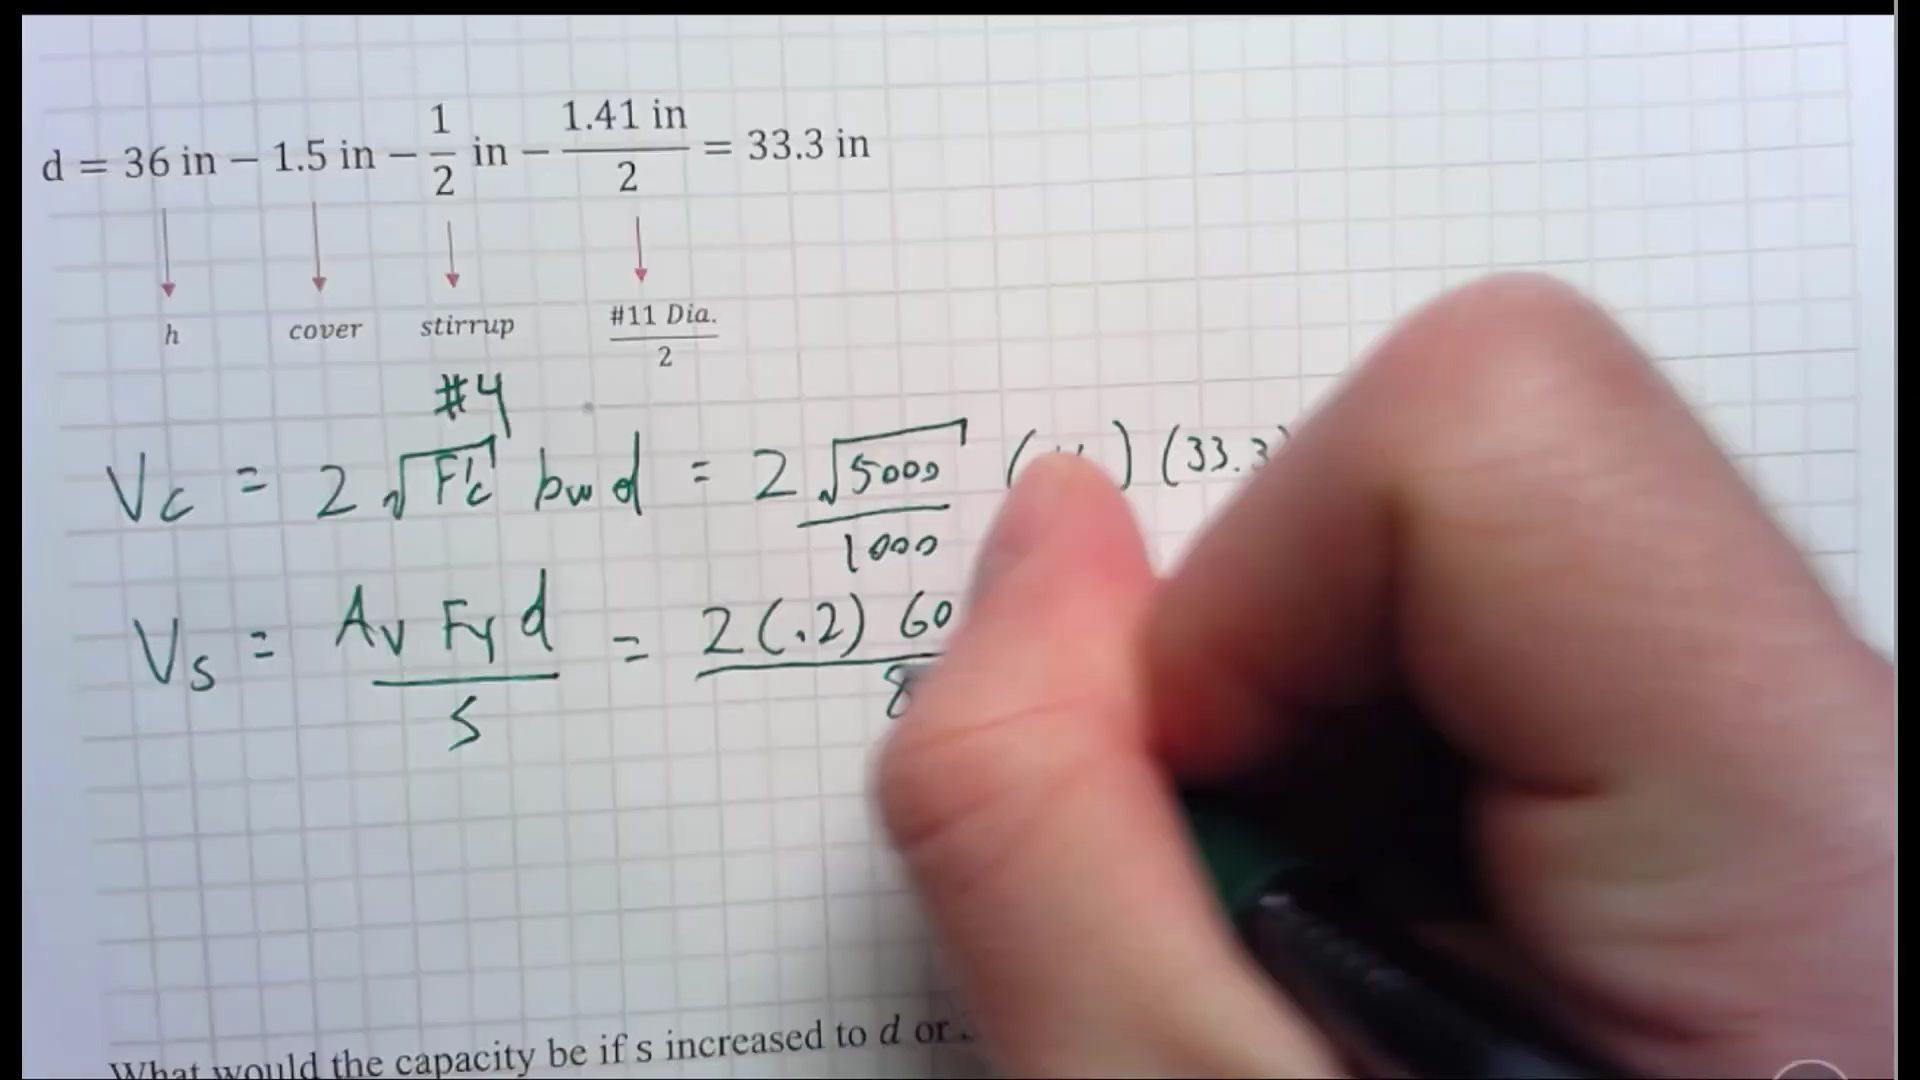 d = 36 in − 1.5 in − 1/2 in − 1.41 in/2 = 33.3 in
h cover stirrup #11 Dia./2
#4
Vc = 2 √F'c bw d = 2 √5000/1000 ( ) (33.3
Vs = Av Fy d/s = 2 (.2) 60/8
What would the capacity be if s increased to d or